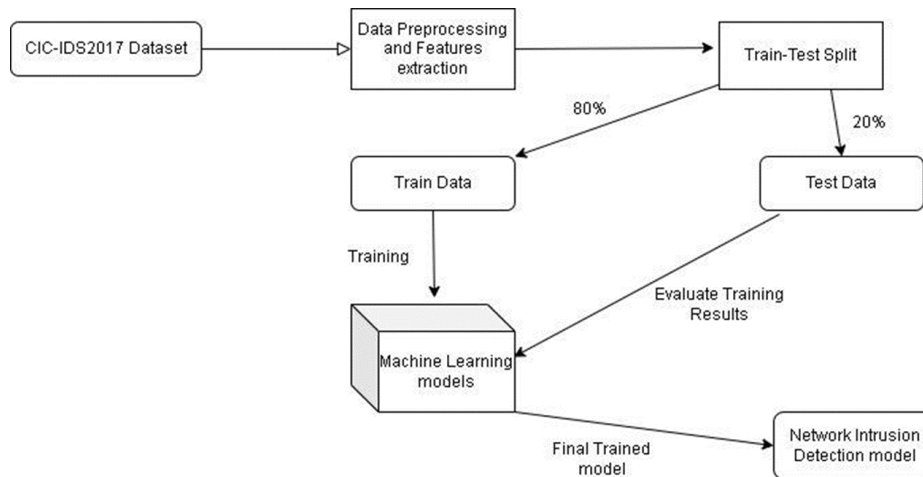 CIC-IDS2017 Dataset
Data Preprocessing
and Features
extraction
Train-Test Split
80%
20%
Train Data
Test Data
Training
Evaluate Training
Results
Machine Learning
models
Final Trained
model
Network Intrusion
Detection model